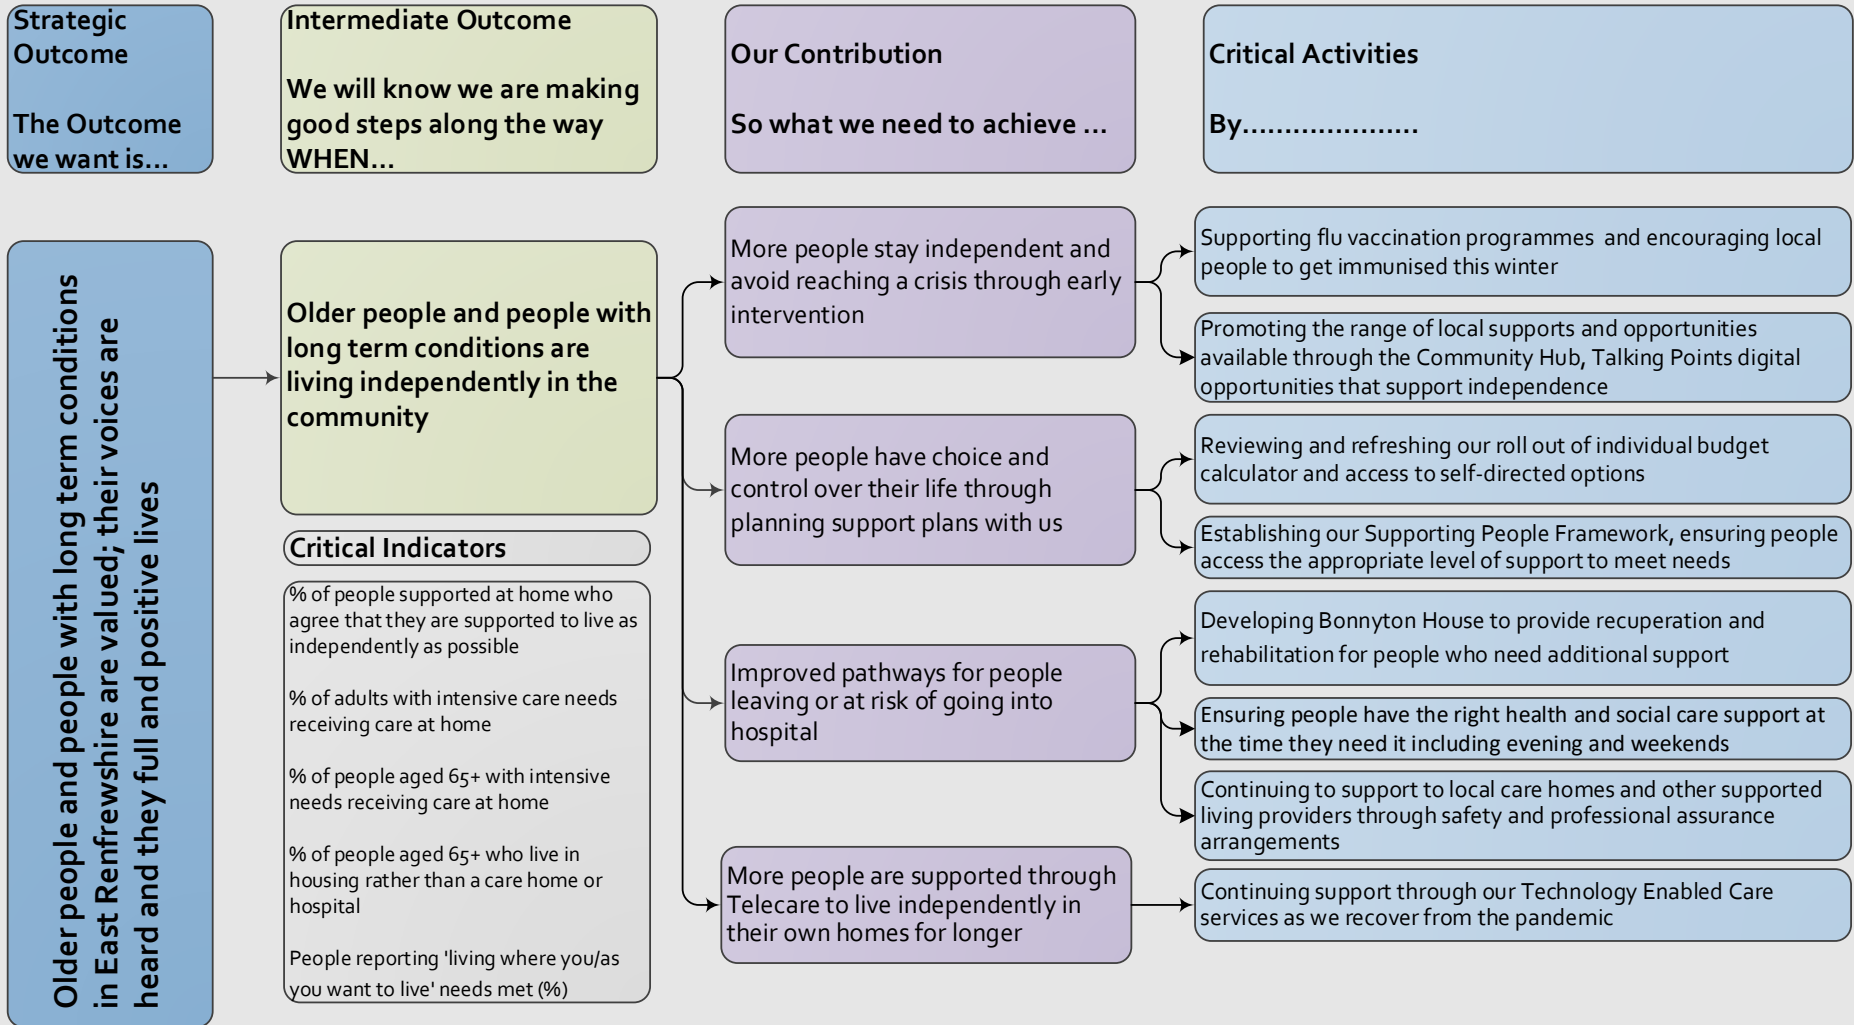 Strategic
Outcome
The Outcome
we want is...
Intermediate Outcome
We will know we are making
good steps along the way
WHEN...
Our Contribution
So what we need to achieve ...
Critical Activities
By.....................
Older people and people with long term conditions
in East Renfrewshire are valued; their voices are
heard and they full and positive lives
Older people and people with
long term conditions are
living independently in the
community
Critical Indicators
% of people supported at home who
agree that they are supported to live as
independently as possible
% of adults with intensive care needs
receiving care at home
% of people aged 65+ with intensive
needs receiving care at home
% of people aged 65+ who live in
housing rather than a care home or
hospital
People reporting 'living where you/as
you want to live' needs met (%)
More people stay independent and
avoid reaching a crisis through early
intervention
Supporting flu vaccination programmes  and encouraging local
people to get immunised this winter
Promoting the range of local supports and opportunities
available through the Community Hub, Talking Points digital
opportunities that support independence
More people have choice and
control over their life through
planning support plans with us
Reviewing and refreshing our roll out of individual budget
calculator and access to self-directed options
Establishing our Supporting People Framework, ensuring people
access the appropriate level of support to meet needs
Improved pathways for people
leaving or at risk of going into
hospital
Developing Bonnyton House to provide recuperation and
rehabilitation for people who need additional support
Ensuring people have the right health and social care support at
the time they need it including evening and weekends
Continuing to support to local care homes and other supported
living providers through safety and professional assurance
arrangements
More people are supported through
Telecare to live independently in
their own homes for longer
Continuing support through our Technology Enabled Care
services as we recover from the pandemic